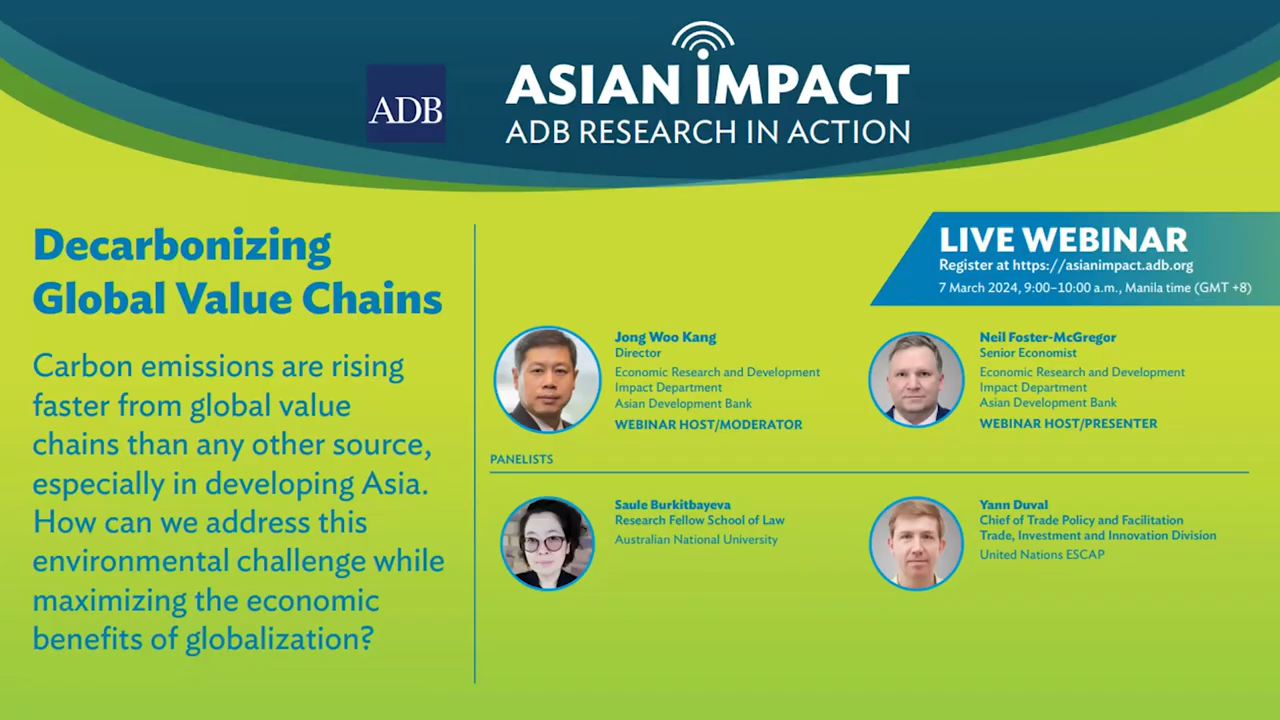 ADB
ASIAN IMPACT
ADB RESEARCH IN ACTION
Decarbonizing
Global Value Chains
Carbon emissions are rising
faster from global value
chains than any other source,
especially in developing Asia.
How can we address this
environmental challenge while
maximizing the economic
benefits of globalization?
LIVE WEBINAR
Register at https://asianimpact.adb.org
7 March 2024, 9:00–10:00 a.m., Manila time (GMT +8)
Jong Woo Kang
Director
Economic Research and Development
Impact Department
Asian Development Bank
WEBINAR HOST/MODERATOR
Neil Foster-McGregor
Senior Economist
Economic Research and Development
Impact Department
Asian Development Bank
WEBINAR HOST/PRESENTER
PANELISTS
Saule Burkitbayeva
Research Fellow School of Law
Australian National University
Yann Duval
Chief of Trade Policy and Facilitation
Trade, Investment and Innovation Division
United Nations ESCAP